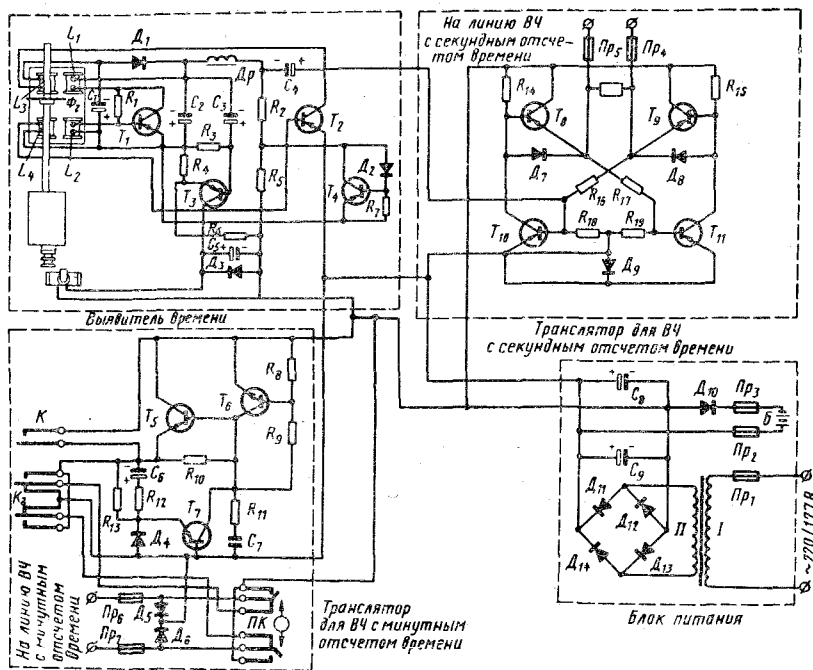 L₁
Д₁
Др
C₄
L₃
C₁
Φ₂
R₁
T₁
C₂
C₃
R₂
T₂
R₃
R₄
L₄
L₂
T₃
R₅
T₄
Д₂
R₇
R₆
C₅
Д₃
Выявитель времени
На линию ВЧ
с секундным отсче-
том времени
Пр₅
Пр₄
R₁₄
T₈
T₉
R₁₅
Д₇
Д₈
R₁₆
R₁₇
T₁₀
R₁₈
R₁₉
T₁₁
Д₉
Транслятор для ВЧ
с секундным отсчетом времени
K
T₅
T₆
R₈
R₉
C₆
R₁₀
K₃
R₁₂
R₁₃
T₇
R₁₁
Д₄
C₇
На линию ВЧ
с минутным
отсчетом
времени
Пр₆
Д₅
Пр₇
Д₆
ПК
Транслятор
для ВЧ с минутным
отсчетом времени
C₈
Д₁₀
Пр₃
Б
Пр₂
C₉
Пр₁
Д₁₁
Д₁₂
II
I
Д₁₄
Д₁₃
~220/127В
Блок питания